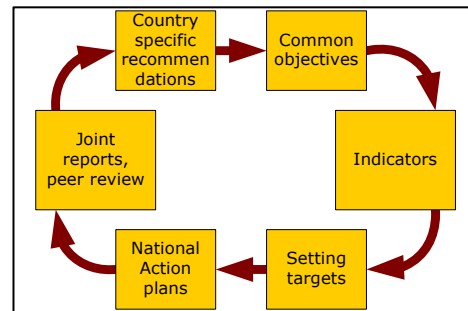 Country
specific
recommen
dations
Common
objectives
Indicators
Setting
targets
National
Action
plans
Joint
reports,
peer review